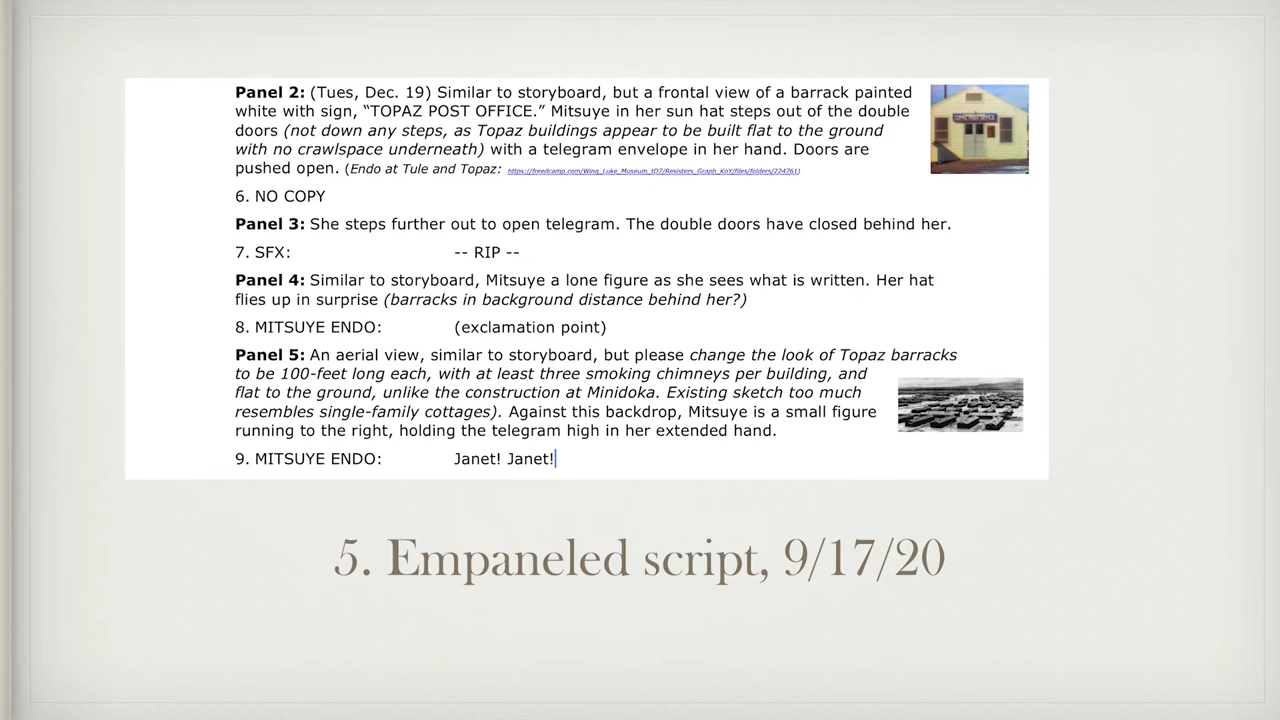 Panel 2: (Tues, Dec. 19) Similar to storyboard, but a frontal view of a barrack painted
white with sign, “TOPAZ POST OFFICE.” Mitsuye in her sun hat steps out of the double
doors (not down any steps, as Topaz buildings appear to be built flat to the ground
with no crawlspace underneath) with a telegram envelope in her hand. Doors are
pushed open. (Endo at Tule and Topaz: https://freedcamp.com/Wing_Luke_Museum_tD7/Resisters_Graph_KoY/files/folders/224761)
TOPAZ POST OFFICE
6. NO COPY
Panel 3: She steps further out to open telegram. The double doors have closed behind her.
7. SFX: -- RIP --
Panel 4: Similar to storyboard, Mitsuye a lone figure as she sees what is written. Her hat
flies up in surprise (barracks in background distance behind her?)
8. MITSUYE ENDO: (exclamation point)
Panel 5: An aerial view, similar to storyboard, but please change the look of Topaz barracks
to be 100-feet long each, with at least three smoking chimneys per building, and
flat to the ground, unlike the construction at Minidoka. Existing sketch too much
resembles single-family cottages). Against this backdrop, Mitsuye is a small figure
running to the right, holding the telegram high in her extended hand.
9. MITSUYE ENDO: Janet! Janet!
5. Empaneled script, 9/17/20